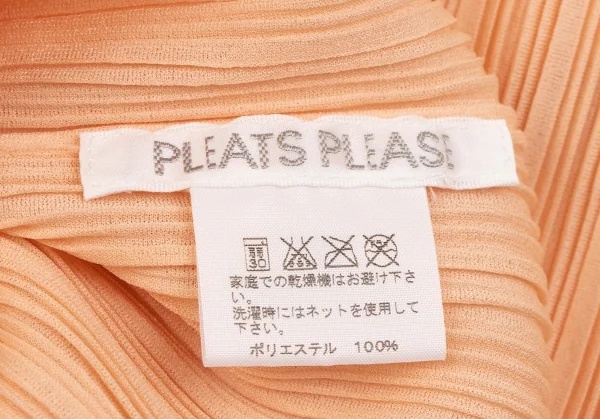 PLEATS PLEASE
弱
30
家庭での乾燥機はお避け下さ
い。
洗濯時にはネットを使用して
下さい。
ポリエステル 100%